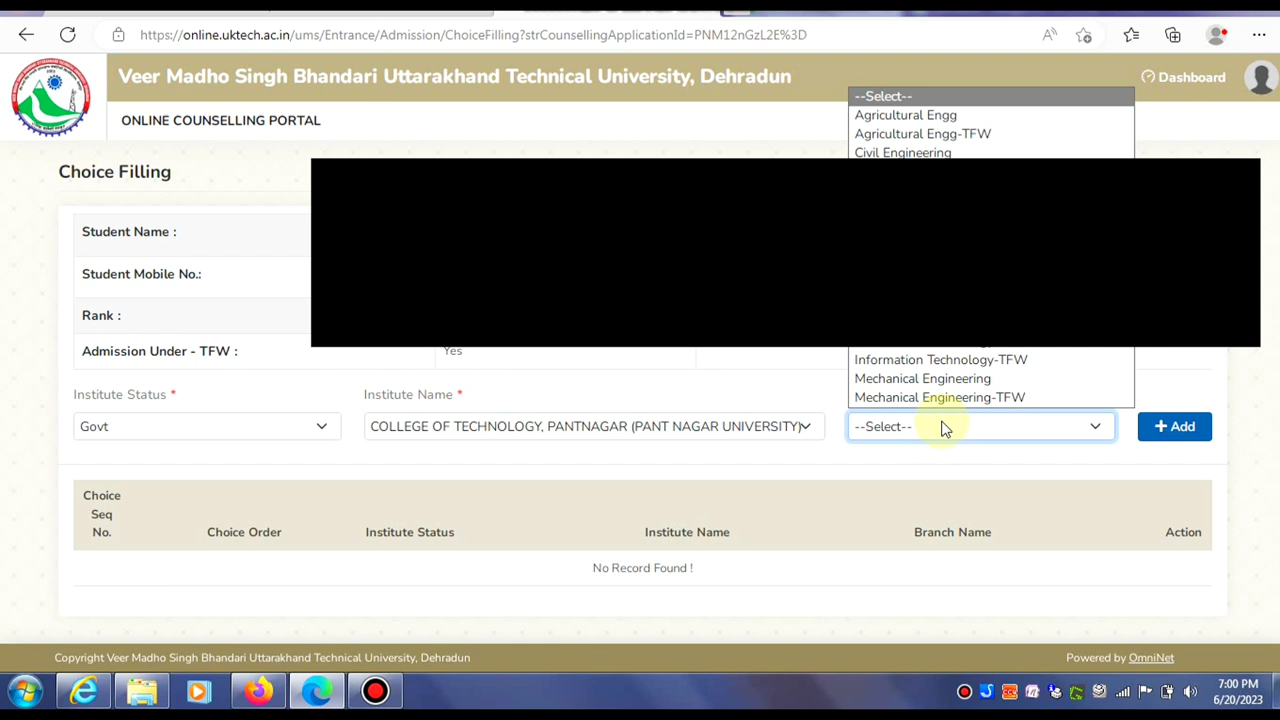 https://online.uktech.ac.in/ums/Entrance/Admission/ChoiceFilling?strCounsellingApplicationId=PNM12nGzL2E%3D
Veer Madho Singh Bhandari Uttarakhand Technical University, Dehradun
Dashboard
ONLINE COUNSELLING PORTAL
--Select--
Agricultural Engg
Agricultural Engg-TFW
Civil Engineering
Choice Filling
Student Name :
Student Mobile No.:
Rank :
Admission Under - TFW :
Yes
Information Technology-TFW
Mechanical Engineering
Mechanical Engineering-TFW
Institute Status *
Institute Name *
Govt
COLLEGE OF TECHNOLOGY, PANTNAGAR (PANT NAGAR UNIVERSITY)
--Select--
+ Add
Choice Seq No.
Choice Order
Institute Status
Institute Name
Branch Name
Action
No Record Found !
Copyright Veer Madho Singh Bhandari Uttarakhand Technical University, Dehradun
Powered by OmniNet
7:00 PM
6/20/2023